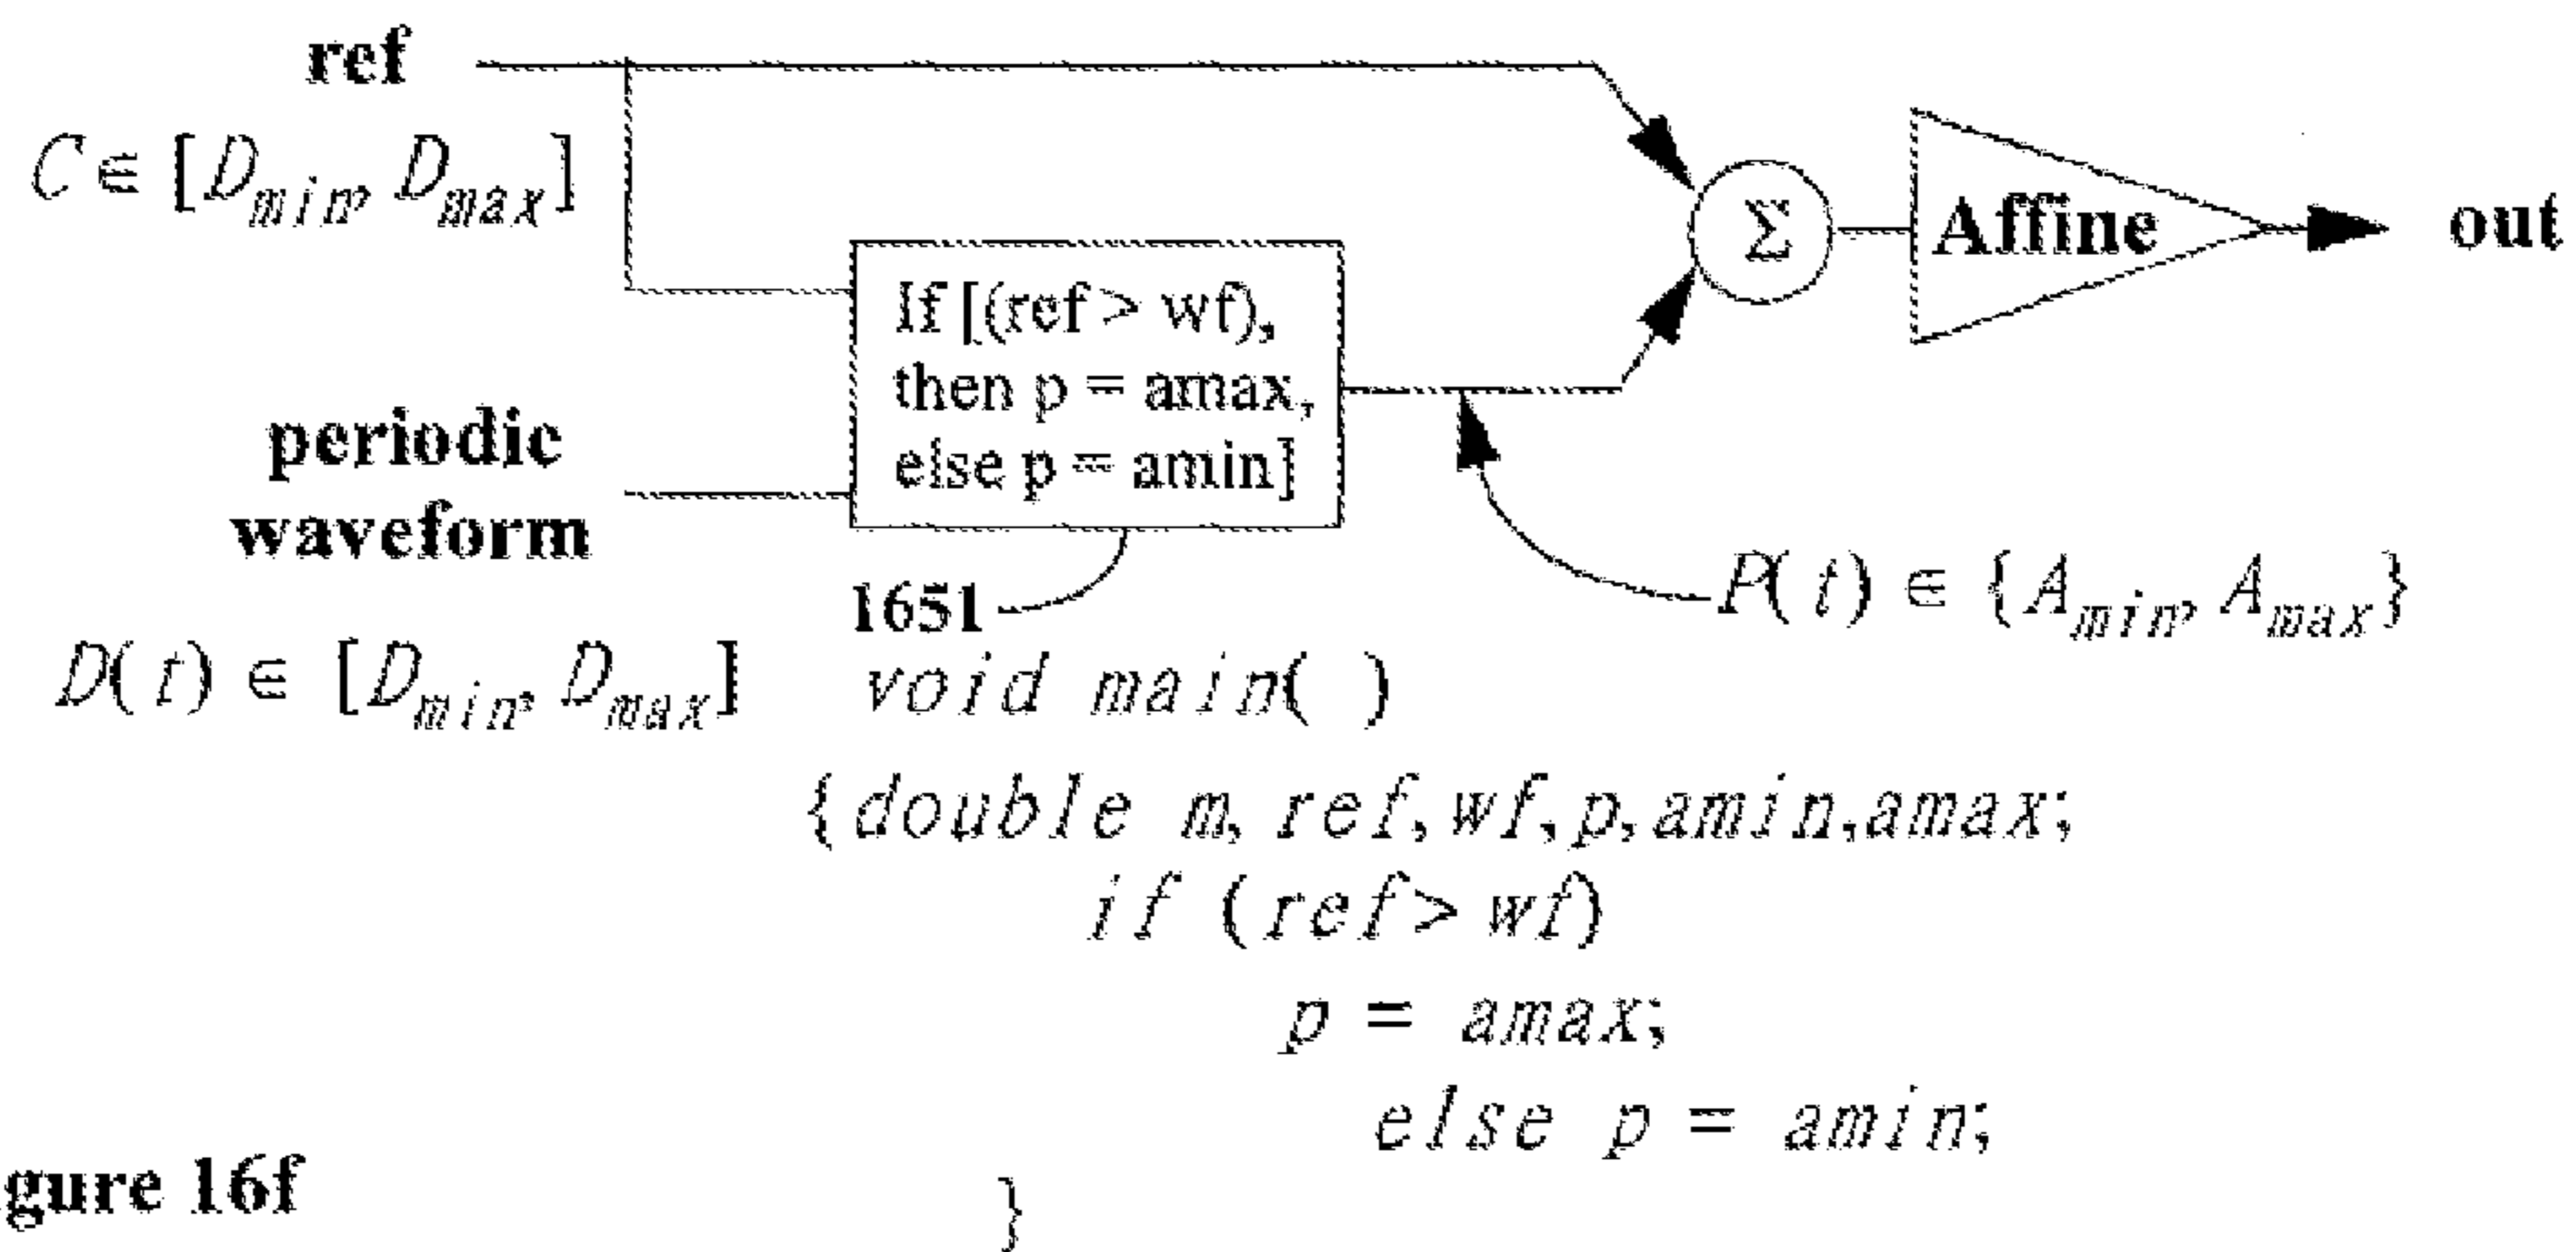 ref
C ∈ [D_min, D_max]
If [(ref > wf),
then p = amax,
else p = amin]
Σ
Affine
out
periodic
waveform
D(t) ∈ [D_min, D_max]
1651
P(t) ∈ {A_min, A_max}
void main( )
{double m, ref, wf, p, amin, amax;
if (ref > wf)
p = amax;
else p = amin;
}
gure 16f